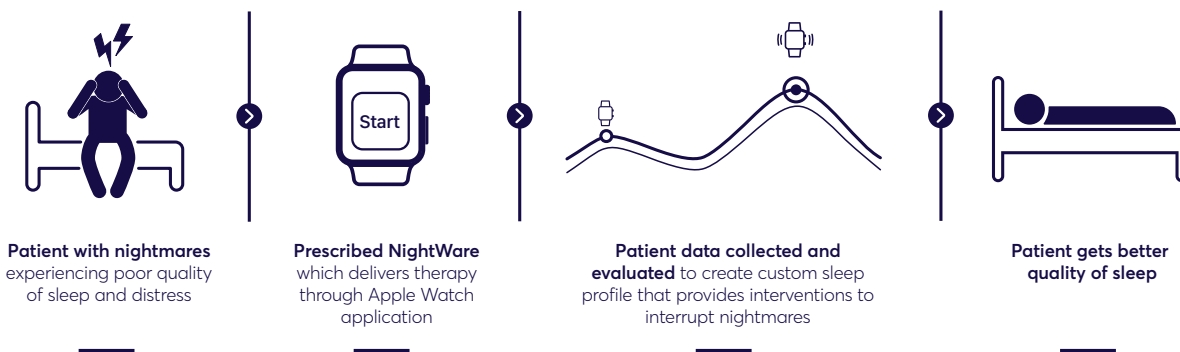 Start
Patient with nightmares
experiencing poor quality
of sleep and distress
Prescribed NightWare
which delivers therapy
through Apple Watch
application
Patient data collected and
evaluated to create custom sleep
profile that provides interventions to
interrupt nightmares
Patient gets better
quality of sleep